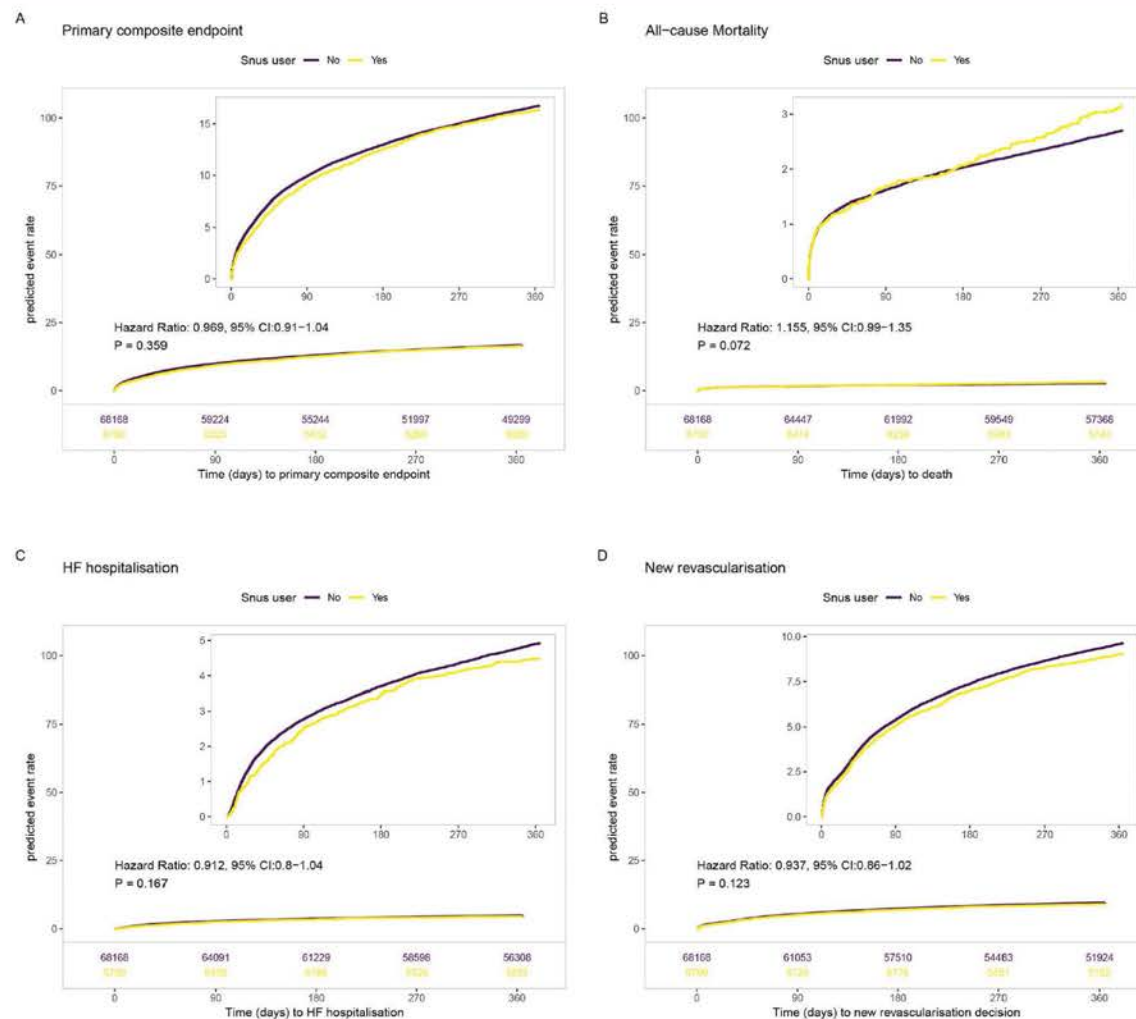 A
Primary composite endpoint
Snus user No Yes
predicted event rate
100
75
50
25
0
15
10
5
0
0 90 180 270 360
Hazard Ratio: 0.969, 95% CI:0.91−1.04
P = 0.359
68168 59224 55244 51997 49299
0 90 180 270 360
Time (days) to primary composite endpoint
B
All−cause Mortality
Snus user No Yes
predicted event rate
100
75
50
25
0
3
2
1
0
0 90 180 270 360
Hazard Ratio: 1.155, 95% CI:0.99−1.35
P = 0.072
68168 64447 61992 59549 57366
0 90 180 270 360
Time (days) to death
C
HF hospitalisation
Snus user No Yes
predicted event rate
100
75
50
25
0
5
4
3
2
1
0
0 90 180 270 360
Hazard Ratio: 0.912, 95% CI:0.8−1.04
P = 0.167
68168 64091 61229 58596 56308
0 90 180 270 360
Time (days) to HF hospitalisation
D
New revascularisation
Snus user No Yes
predicted event rate
100
75
50
25
0
10.0
7.5
5.0
2.5
0.0
0 90 180 270 360
Hazard Ratio: 0.937, 95% CI:0.86−1.02
P = 0.123
68168 61053 57510 54463 51924
0 90 180 270 360
Time (days) to new revascularisation decision